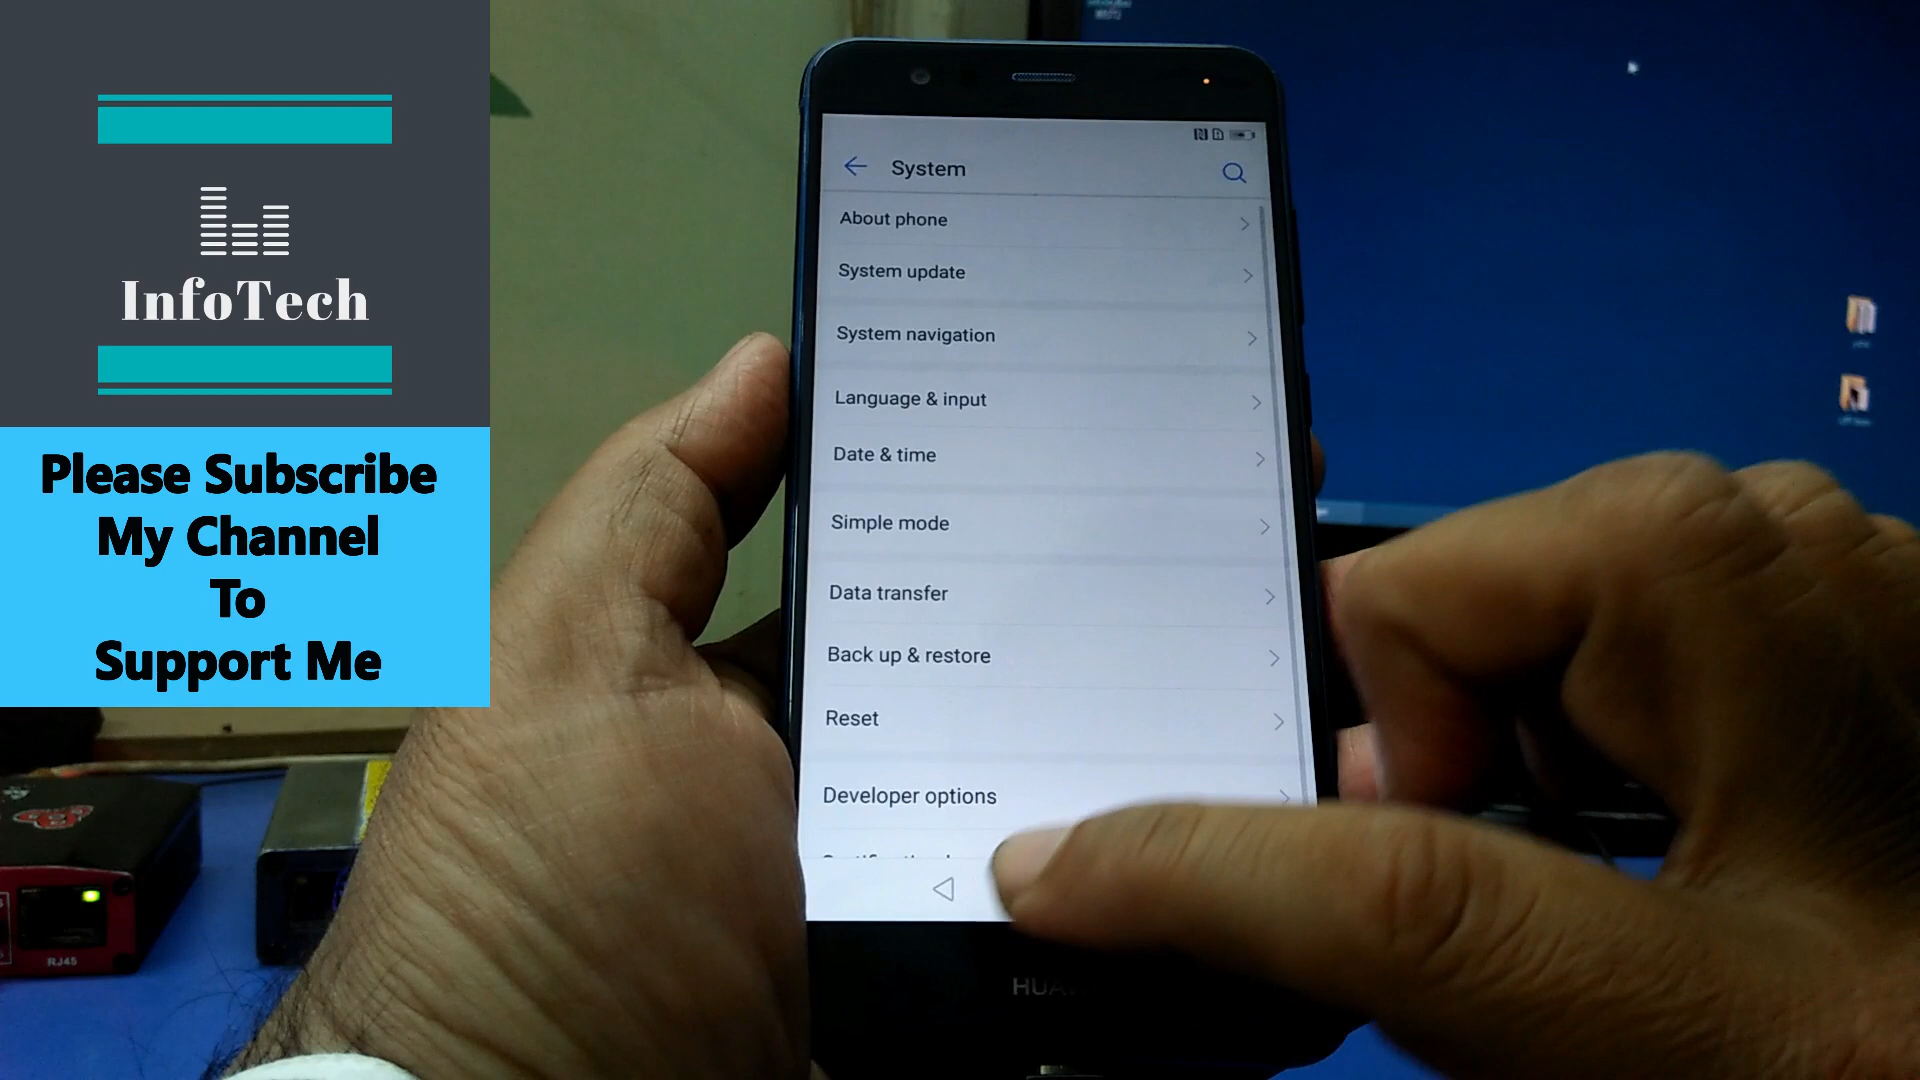 InfoTech
Please Subscribe
My Channel
To
Support Me
System
About phone
System update
System navigation
Language & input
Date & time
Simple mode
Data transfer
Back up & restore
Reset
Developer options
RJ45